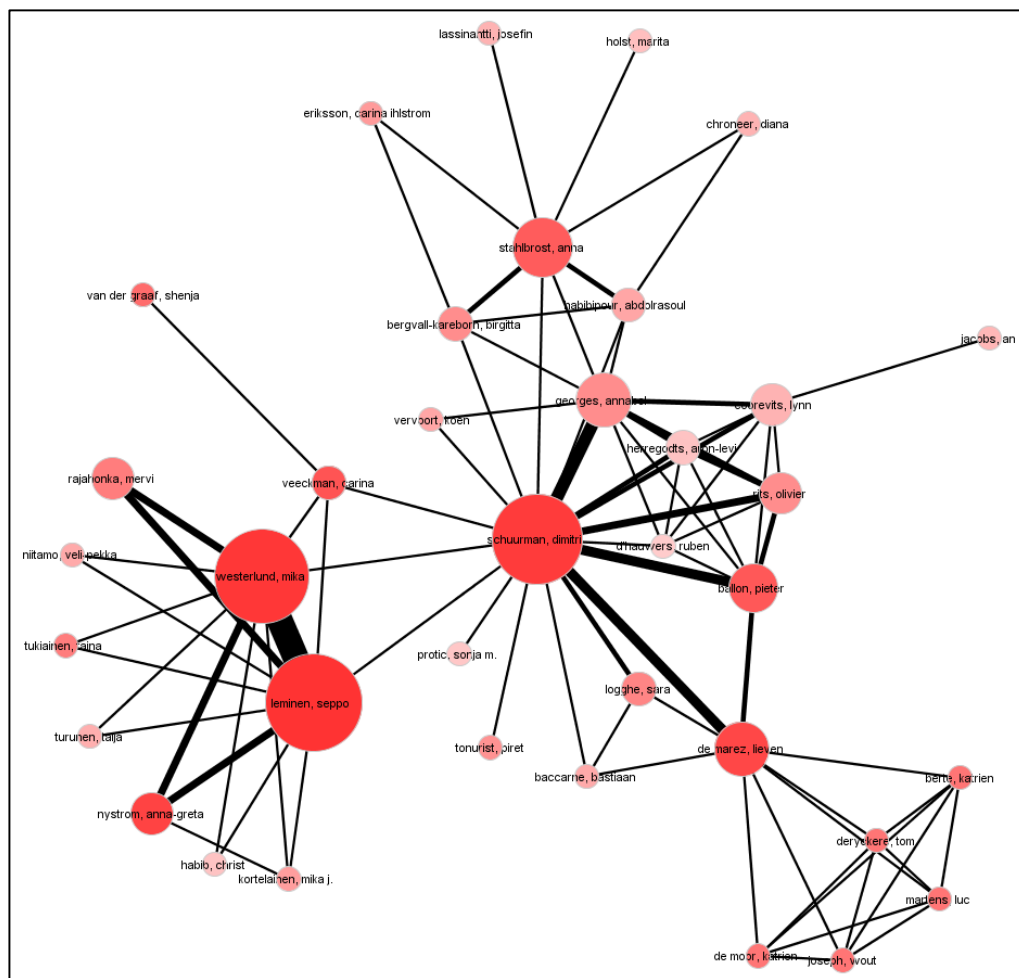 lassinantti, josefin
holst, marita
eriksson, carina ihlstrom
chroneer, diana
stahlbrost, anna
van der graaf, shenja
habibipour, abdolrasoul
bergvall-kareborn, birgitta
jacobs, an
georges, annabel
coorevits, lynn
vervoort, koen
herregodts, aron-levi
rajahonka, mervi
veeckman, carina
rits, olivier
schuurman, dimitri
d'hauwers, ruben
niitamo, veli-pekka
westerlund, mika
ballon, pieter
tukiainen, taina
protic, sonja m.
logghe, sara
leminen, seppo
turunen, taija
tonurist, piret
de marez, lieven
baccarne, bastiaan
berte, katrien
nystrom, anna-greta
deryckere, tom
habib, christ
kortelainen, mika j.
martens, luc
de moor, katrien
joseph, wout